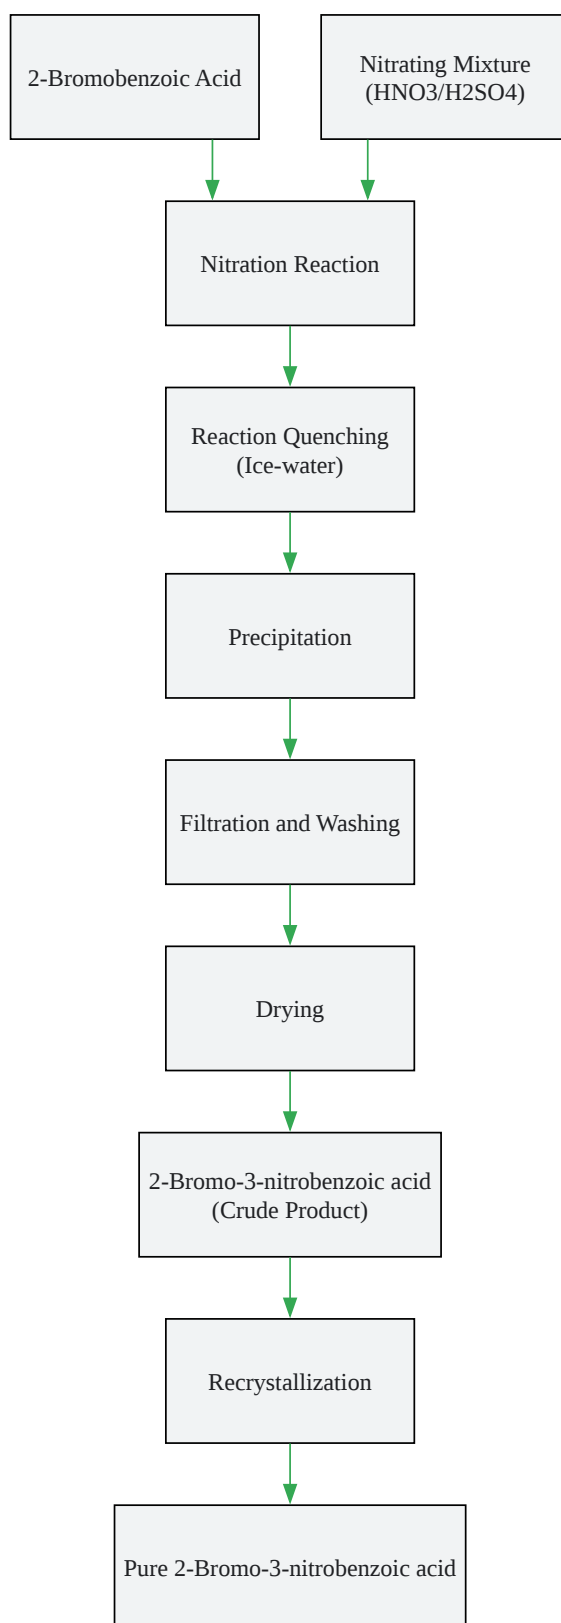 2-Bromobenzoic Acid
Nitrating Mixture
(HNO3/H2SO4)
Nitration Reaction
Reaction Quenching
(Ice-water)
Precipitation
Filtration and Washing
Drying
2-Bromo-3-nitrobenzoic acid
(Crude Product)
Recrystallization
Pure 2-Bromo-3-nitrobenzoic acid